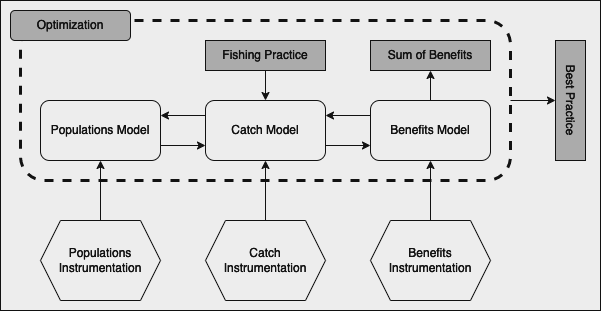 Optimization
Fishing Practice
Sum of Benefits
Best Practice
Populations Model
Catch Model
Benefits Model
Populations
Instrumentation
Catch
Instrumentation
Benefits
Instrumentation